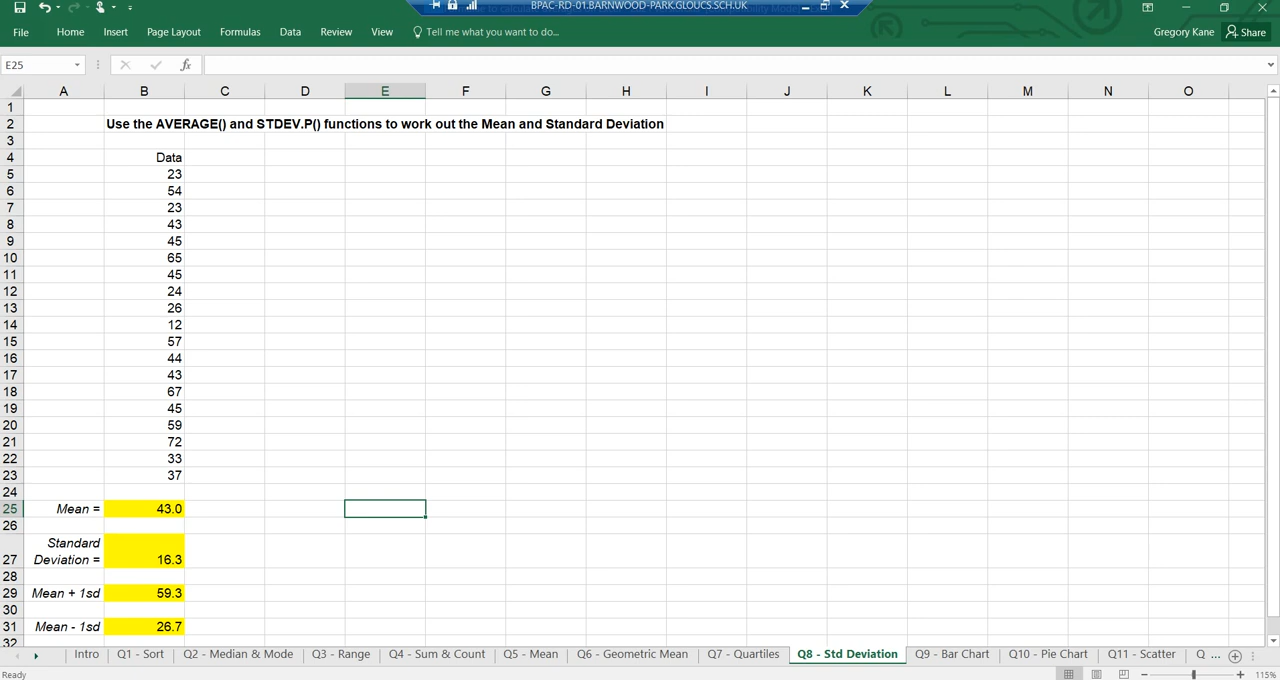 BPAC-RD-01.BARNWOOD-PARK.GLOUCS.SCH.UK
File Home Insert Page Layout Formulas Data Review View Tell me what you want to do... Gregory Kane Share
E25 fx
A B C D E F G H I J K L M N O
1
2 Use the AVERAGE() and STDEV.P() functions to work out the Mean and Standard Deviation
3
4 Data
5 23
6 54
7 23
8 43
9 45
10 65
11 45
12 24
13 26
14 12
15 57
16 44
17 43
18 67
19 45
20 59
21 72
22 33
23 37
24
25 Mean = 43.0
26
Standard
27 Deviation = 16.3
28
29 Mean + 1sd 59.3
30
31 Mean - 1sd 26.7
32
Intro Q1 - Sort Q2 - Median & Mode Q3 - Range Q4 - Sum & Count Q5 - Mean Q6 - Geometric Mean Q7 - Quartiles Q8 - Std Deviation Q9 - Bar Chart Q10 - Pie Chart Q11 - Scatter Q ...
Ready 115%